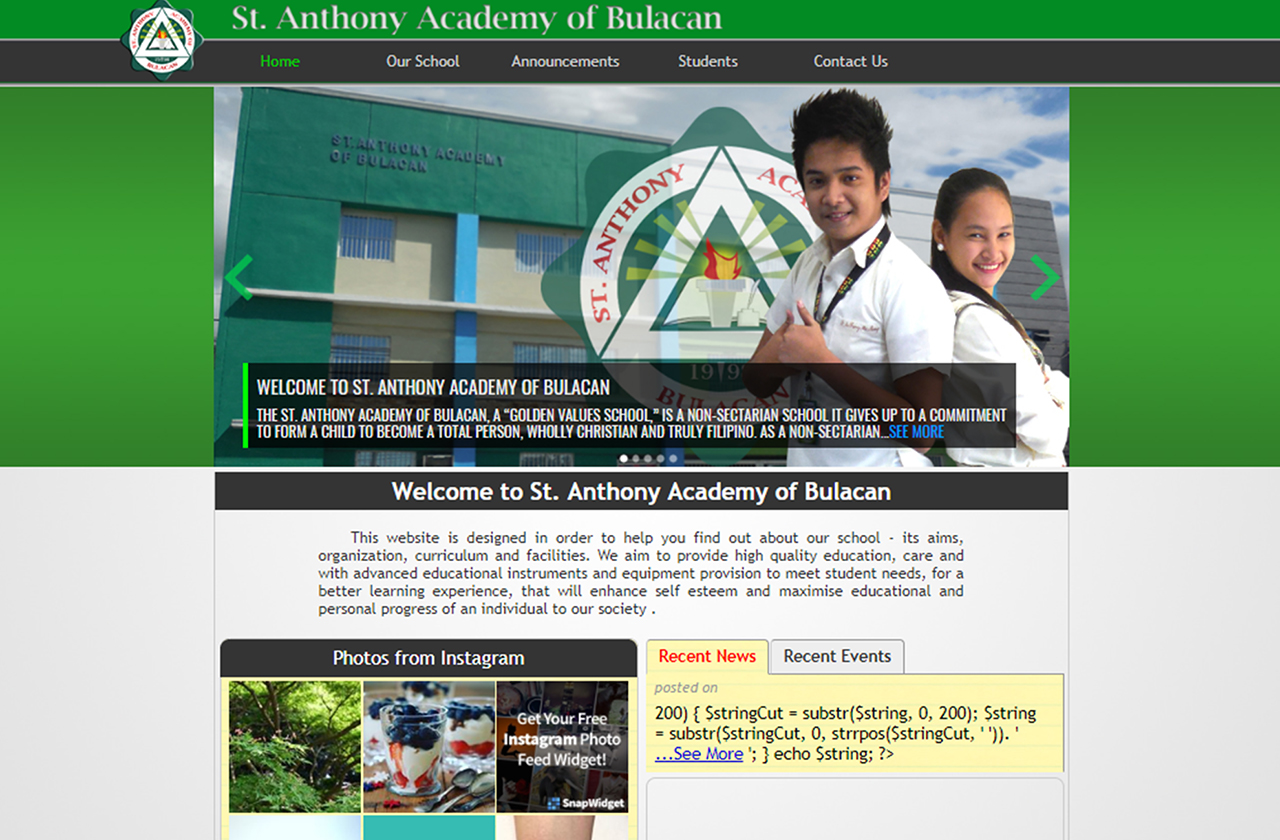 St. Anthony Academy of Bulacan
ST. ANTHONY ACADEMY OF BULACAN
Home Our School Announcements Students Contact Us
ST. ANTHONY ACADEMY
OF BULACAN
ST. ANTHONY ACA
BULACAN
WELCOME TO ST. ANTHONY ACADEMY OF BULACAN
THE ST. ANTHONY ACADEMY OF BULACAN, A “GOLDEN VALUES SCHOOL,” IS A NON-SECTARIAN SCHOOL IT GIVES UP TO A COMMITMENT
TO FORM A CHILD TO BECOME A TOTAL PERSON, WHOLLY CHRISTIAN AND TRULY FILIPINO. AS A NON-SECTARIAN...SEE MORE
Welcome to St. Anthony Academy of Bulacan
This website is designed in order to help you find out about our school - its aims,
organization, curriculum and facilities. We aim to provide high quality education, care and
with advanced educational instruments and equipment provision to meet student needs, for a
better learning experience, that will enhance self esteem and maximise educational and
personal progress of an individual to our society .
Photos from Instagram
Get Your Free
Instagram Photo
Feed Widget!
SnapWidget
Recent News Recent Events
posted on
200) { $stringCut = substr($string, 0, 200); $string
= substr($stringCut, 0, strrpos($stringCut, ' ')). '
...See More '; } echo $string; ?>